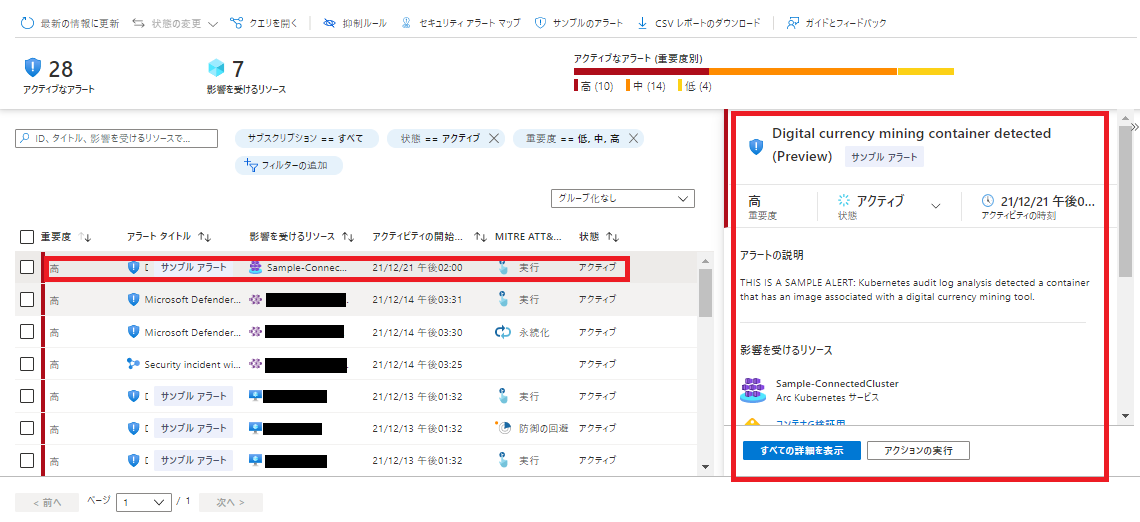 最新の情報に更新 状態の変更 クエリを開く 抑制ルール セキュリティ アラート マップ サンプルのアラート CSV レポートのダウンロード ガイドとフィードバック
28
アクティブなアラート
7
影響を受けるリソース
アクティブなアラート (重要度別)
高 (10) 中 (14) 低 (4)
ID、タイトル、影響を受けるリソースで...
サブスクリプション == すべて 状態 == アクティブ 重要度 == 低, 中, 高
フィルターの追加
グループ化なし
重要度 アラート タイトル 影響を受けるリソース アクティビティの開始... MITRE ATT&... 状態
高 サンプル アラート Sample-Connec... 21/12/21 午後02:00 実行 アクティブ
高 Microsoft Defender... 21/12/14 午後03:31 実行 アクティブ
高 Microsoft Defender... 21/12/14 午後03:30 永続化 アクティブ
高 Security incident wi... 21/12/14 午後03:25 アクティブ
高 サンプル アラート 21/12/13 午後01:32 実行 アクティブ
高 サンプル アラート 21/12/13 午後01:32 防御の回避 アクティブ
高 サンプル アラート 21/12/13 午後01:32 実行 アクティブ
< 前へ ページ 1 / 1 次へ >
Digital currency mining container detected
(Preview) サンプル アラート
高
重要度
アクティブ
状態
21/12/21 午後0...
アクティビティの時刻
アラートの説明
THIS IS A SAMPLE ALERT: Kubernetes audit log analysis detected a container
that has an image associated with a digital currency mining tool.
影響を受けるリソース
Sample-ConnectedCluster
Arc Kubernetes サービス
コンテナG検証用
すべての詳細を表示 アクションの実行